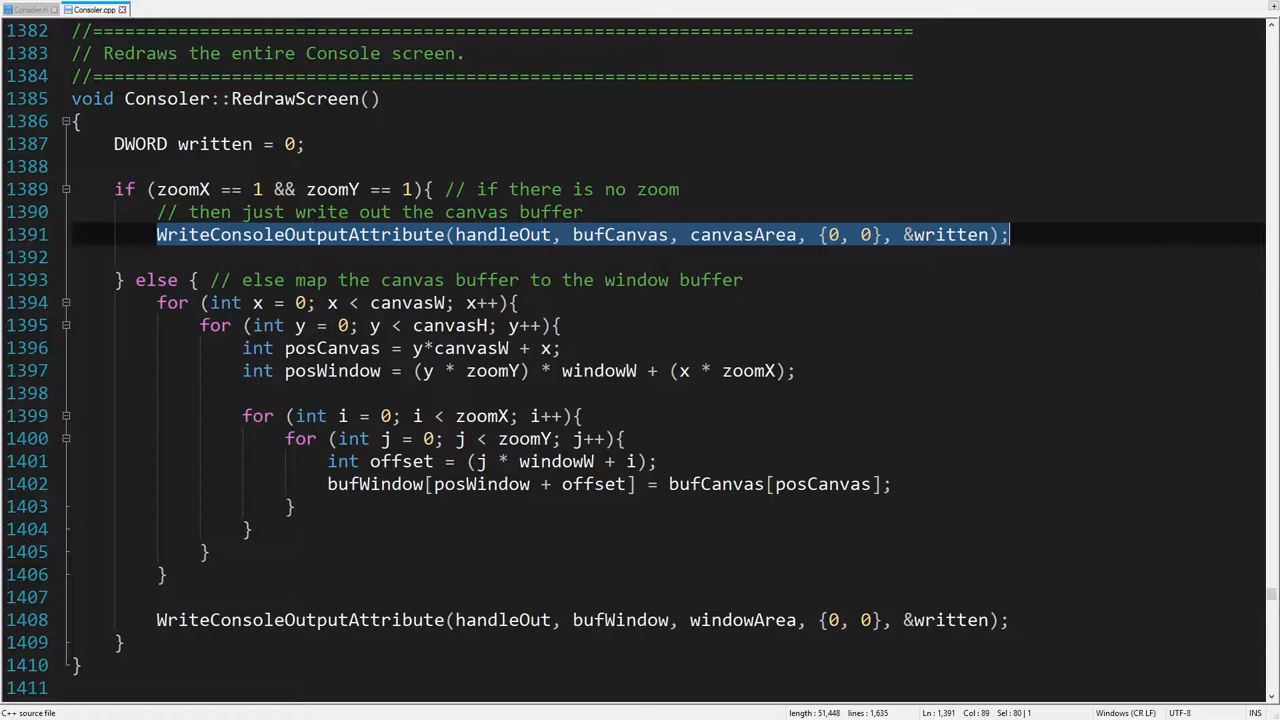 Consoler.h Consoler.cpp
1382 //=============================================================================
1383 // Redraws the entire Console screen.
1384 //=============================================================================
1385 void Consoler::RedrawScreen()
1386 {
1387 DWORD written = 0;
1388
1389 if (zoomX == 1 && zoomY == 1){ // if there is no zoom
1390 // then just write out the canvas buffer
1391 WriteConsoleOutputAttribute(handleOut, bufCanvas, canvasArea, {0, 0}, &written);
1392
1393 } else { // else map the canvas buffer to the window buffer
1394 for (int x = 0; x < canvasW; x++){
1395 for (int y = 0; y < canvasH; y++){
1396 int posCanvas = y*canvasW + x;
1397 int posWindow = (y * zoomY) * windowW + (x * zoomX);
1398
1399 for (int i = 0; i < zoomX; i++){
1400 for (int j = 0; j < zoomY; j++){
1401 int offset = (j * windowW + i);
1402 bufWindow[posWindow + offset] = bufCanvas[posCanvas];
1403 }
1404 }
1405 }
1406 }
1407
1408 WriteConsoleOutputAttribute(handleOut, bufWindow, windowArea, {0, 0}, &written);
1409 }
1410 }
1411
C++ source file length : 51,448 lines : 1,635 Ln : 1,391 Col : 89 Sel : 80 | 1 Windows (CR LF) UTF-8 INS